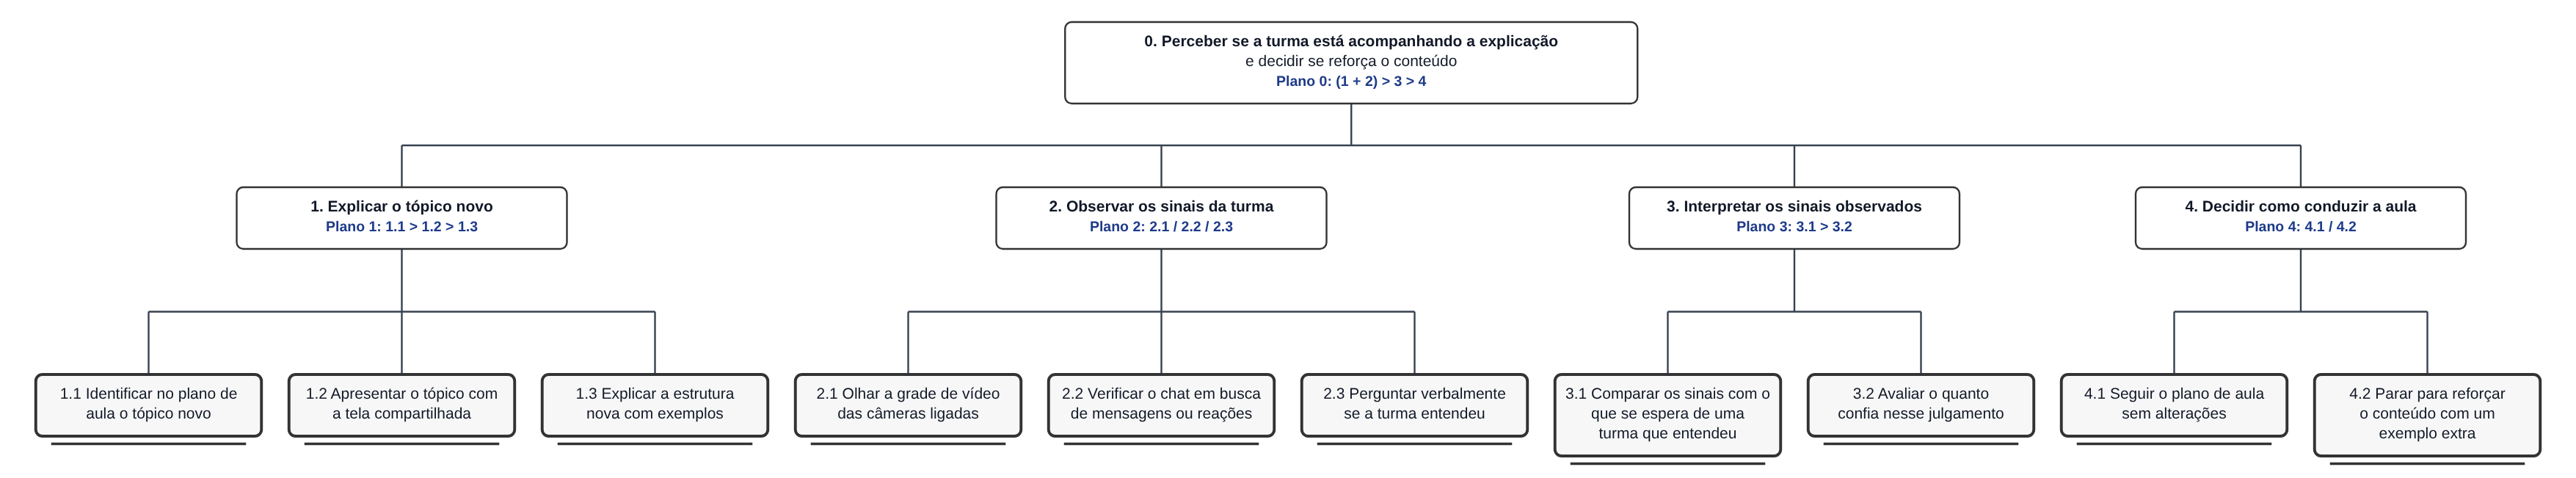 0. Perceber se a turma está acompanhando a explicação
e decidir se reforça o conteúdo
Plano 0: (1 + 2) > 3 > 4
1. Explicar o tópico novo
Plano 1: 1.1 > 1.2 > 1.3
2. Observar os sinais da turma
Plano 2: 2.1 / 2.2 / 2.3
3. Interpretar os sinais observados
Plano 3: 3.1 > 3.2
4. Decidir como conduzir a aula
Plano 4: 4.1 / 4.2
1.1 Identificar no plano de
aula o tópico novo
1.2 Apresentar o tópico com
a tela compartilhada
1.3 Explicar a estrutura
nova com exemplos
2.1 Olhar a grade de vídeo
das câmeras ligadas
2.2 Verificar o chat em busca
de mensagens ou reações
2.3 Perguntar verbalmente
se a turma entendeu
3.1 Comparar os sinais com o
que se espera de uma
turma que entendeu
3.2 Avaliar o quanto
confia nesse julgamento
4.1 Seguir o plano de aula
sem alterações
4.2 Parar para reforçar
o conteúdo com um
exemplo extra